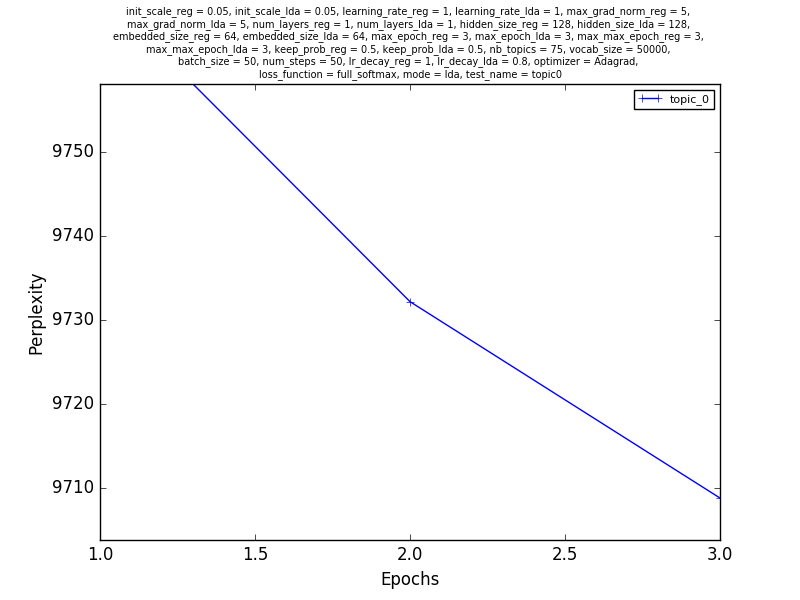 init_scale_reg = 0.05, init_scale_lda = 0.05, learning_rate_reg = 1, learning_rate_lda = 1, max_grad_norm_reg = 5,
max_grad_norm_lda = 5, num_layers_reg = 1, num_layers_lda = 1, hidden_size_reg = 128, hidden_size_lda = 128,
embedded_size_reg = 64, embedded_size_lda = 64, max_epoch_reg = 3, max_epoch_lda = 3, max_max_epoch_reg = 3,
max_max_epoch_lda = 3, keep_prob_reg = 0.5, keep_prob_lda = 0.5, nb_topics = 75, vocab_size = 50000,
batch_size = 50, num_steps = 50, lr_decay_reg = 1, lr_decay_lda = 0.8, optimizer = Adagrad,
loss_function = full_softmax, mode = lda, test_name = topic0
topic_0
9750
9740
9730
9720
9710
Perplexity
1.0 1.5 2.0 2.5 3.0
Epochs